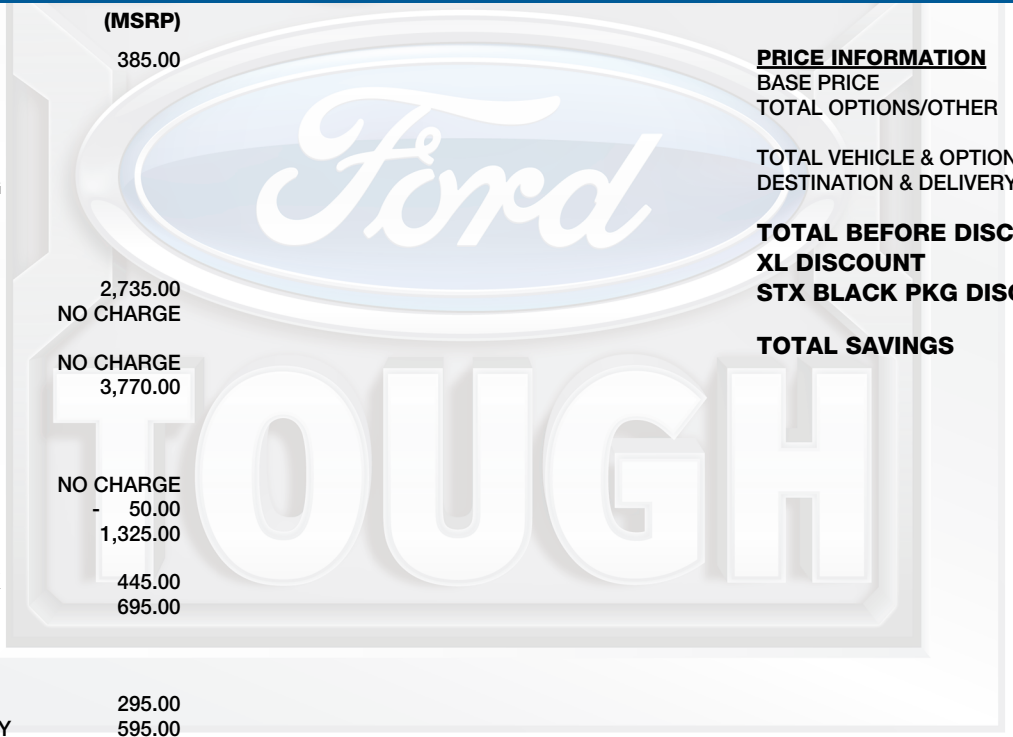 (MSRP)
385.00
2,735.00
NO CHARGE
NO CHARGE
3,770.00
NO CHARGE
- 50.00
1,325.00
445.00
695.00
295.00
Y 595.00
PRICE INFORMATION
BASE PRICE
TOTAL OPTIONS/OTHER
TOTAL VEHICLE & OPTION
DESTINATION & DELIVERY
TOTAL BEFORE DISC
XL DISCOUNT
STX BLACK PKG DISC
TOTAL SAVINGS
Ford
TOUGH